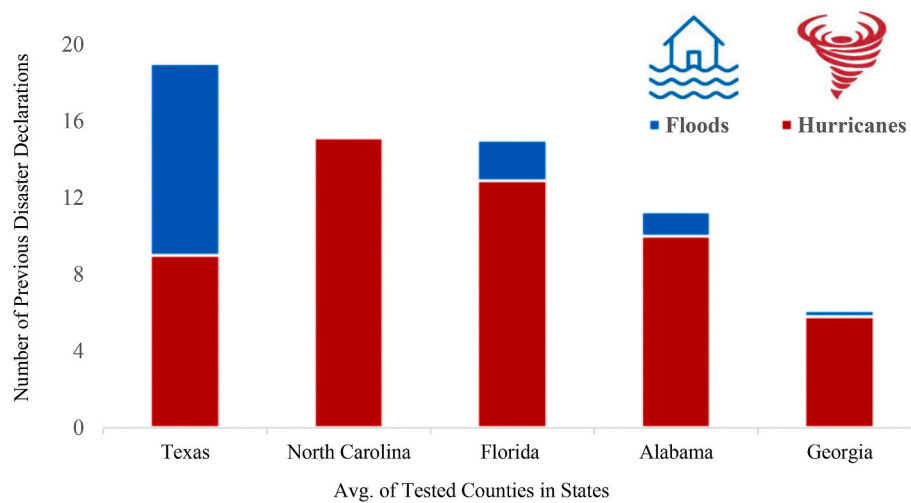 Number of Previous Disaster Declarations
20
16
12
8
4
0
Floods
Hurricanes
Texas
North Carolina
Florida
Alabama
Georgia
Avg. of Tested Counties in States